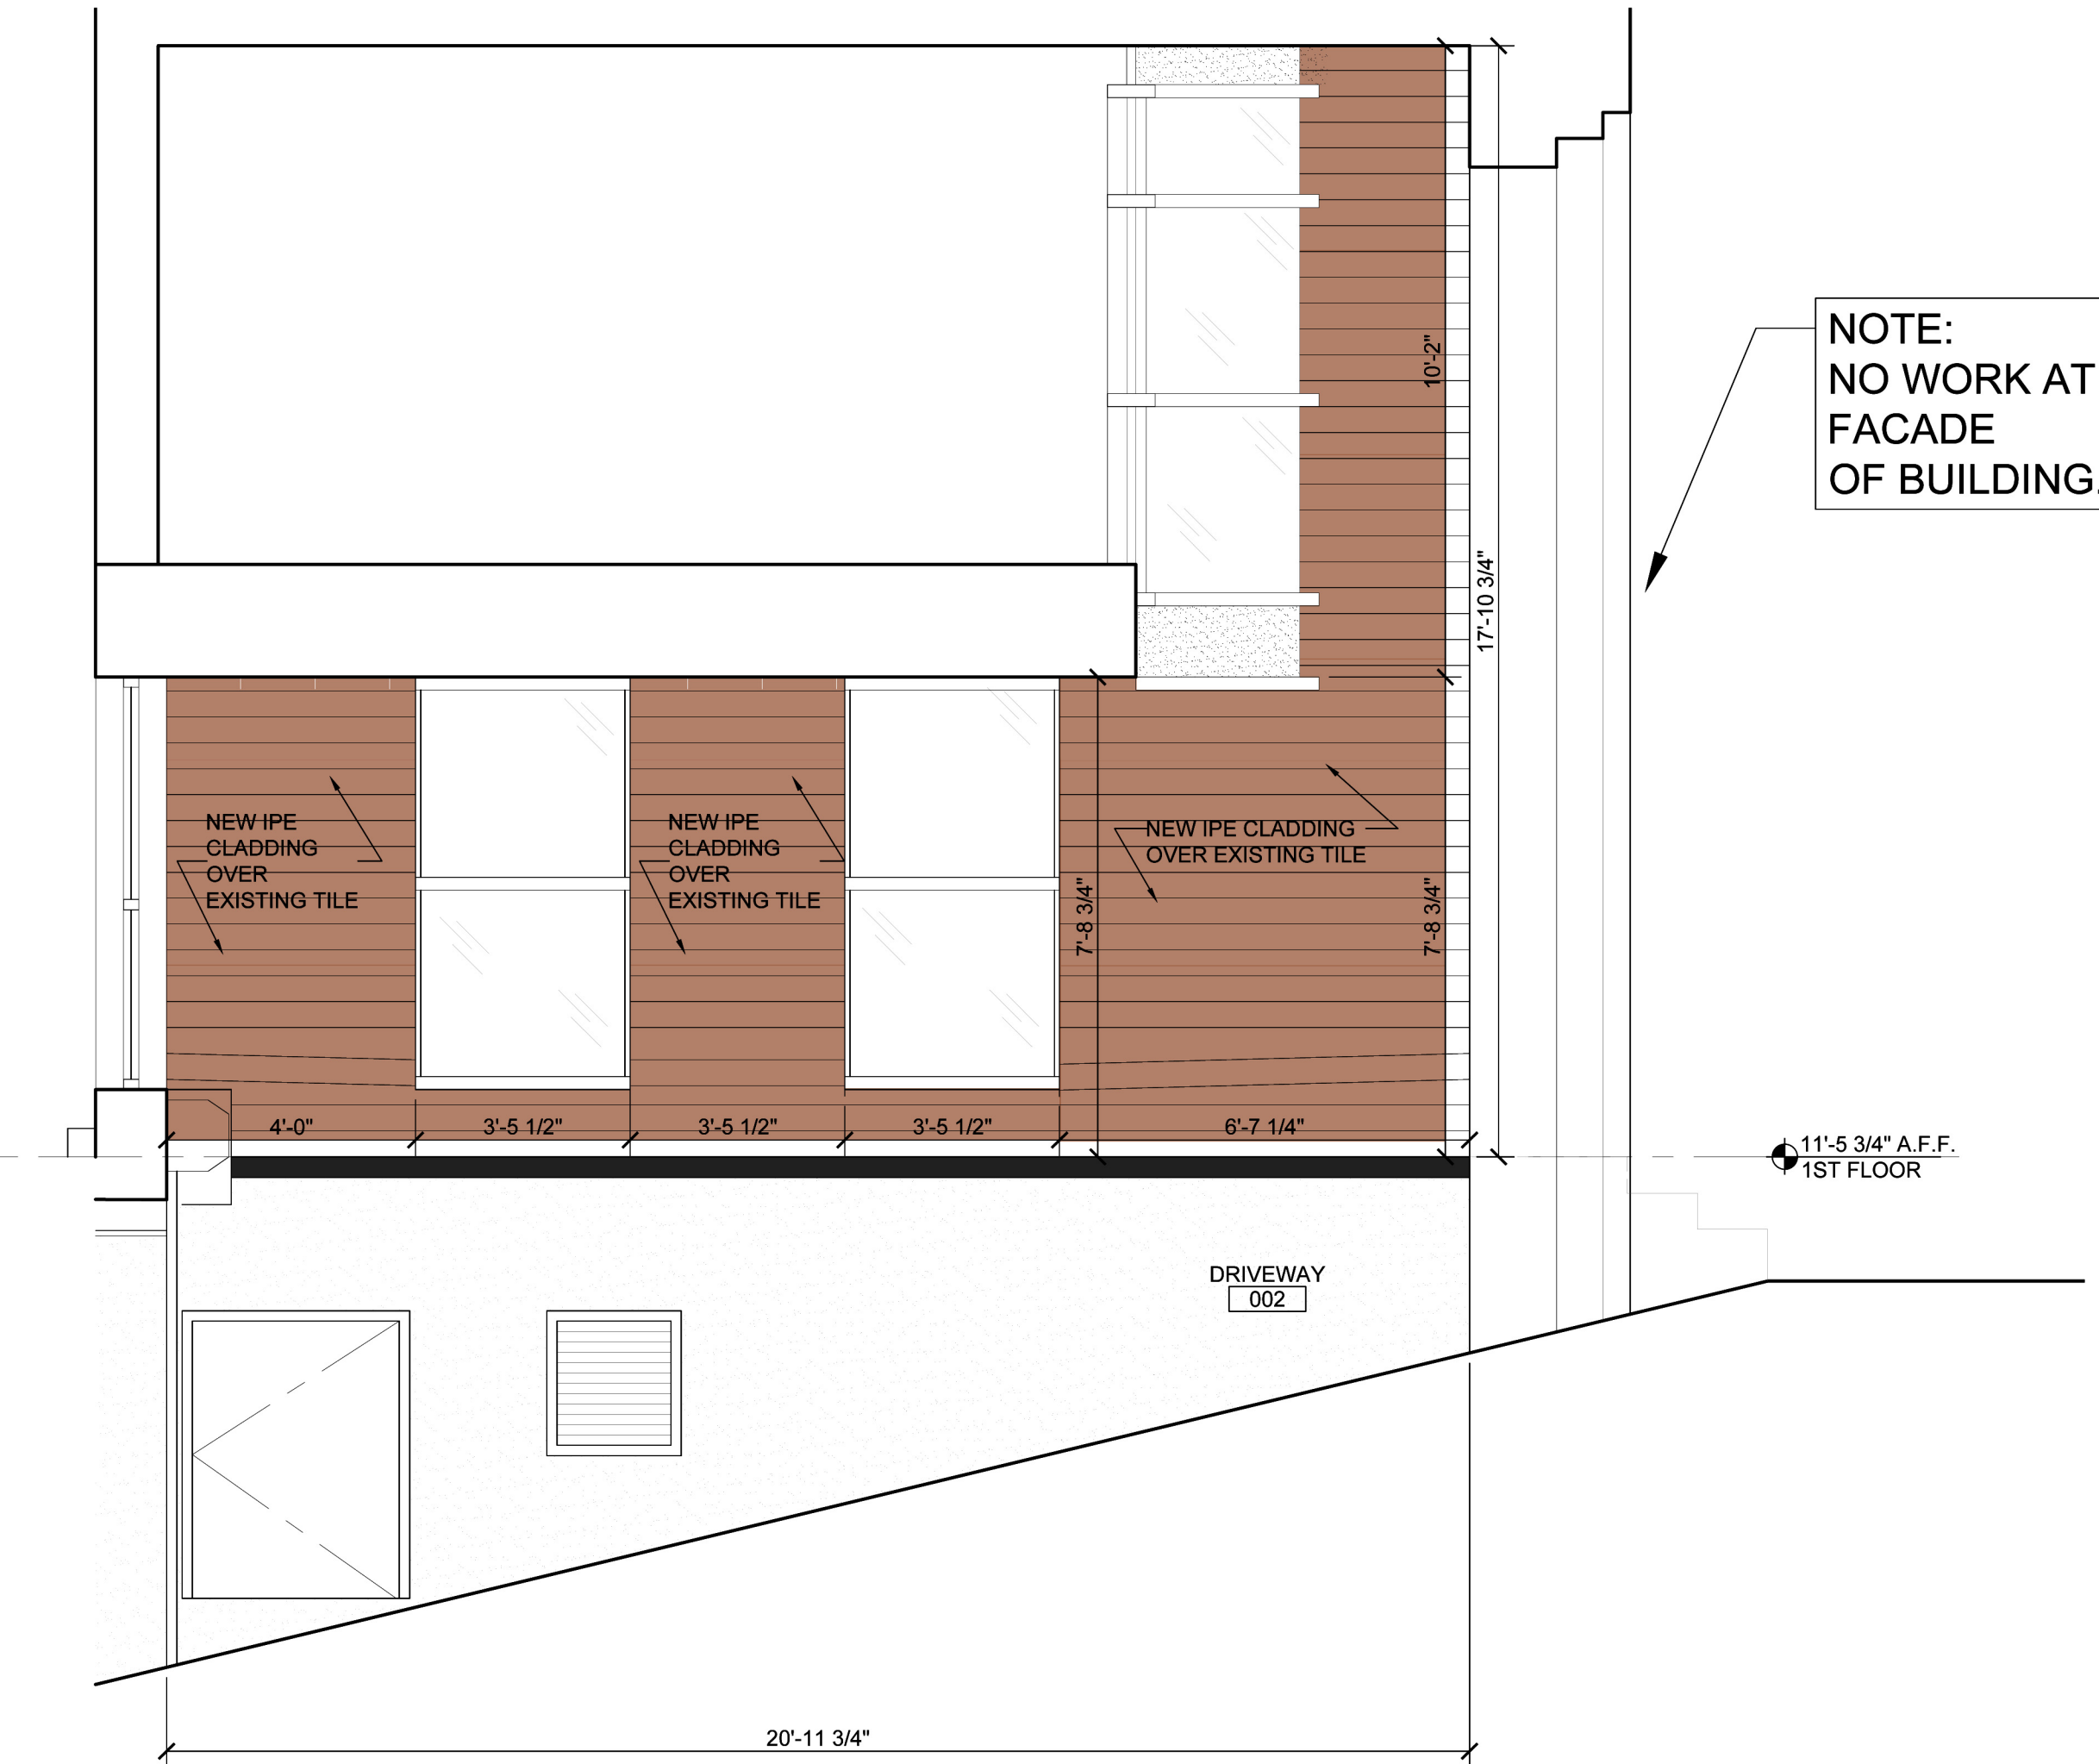 NOTE:
NO WORK AT
FACADE
OF BUILDING.
10'-2"
17'-10 3/4"
NEW IPE
CLADDING
OVER
EXISTING TILE
NEW IPE
CLADDING
OVER
EXISTING TILE
NEW IPE CLADDING
OVER EXISTING TILE
7'-8 3/4"
7'-8 3/4"
4'-0"
3'-5 1/2"
3'-5 1/2"
3'-5 1/2"
6'-7 1/4"
11'-5 3/4" A.F.F.
1ST FLOOR
DRIVEWAY
002
20'-11 3/4"